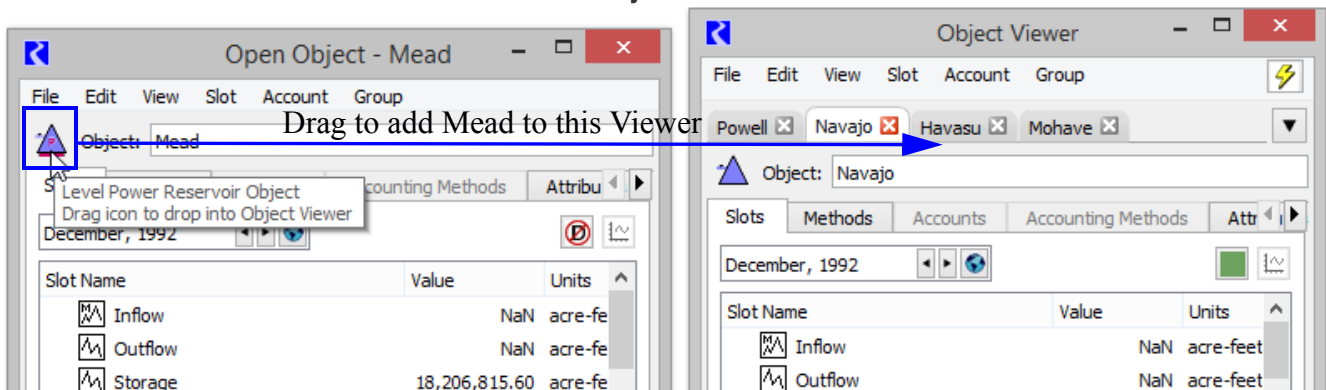 Open Object - Mead
File Edit View Slot Account Group
Object: Mead
Drag to add Mead to this Viewer
Level Power Reservoir Object
Drag icon to drop into Object Viewer
Accounting Methods Attribu
December, 1992
Slot Name Value Units
Inflow NaN acre-fe
Outflow NaN acre-fe
Storage 18,206,815.60 acre-fe
Object Viewer
File Edit View Slot Account Group
Powell Navajo Havasu Mohave
Object: Navajo
Slots Methods Accounts Accounting Methods Attr
December, 1992
Slot Name Value Units
Inflow NaN acre-feet
Outflow NaN acre-feet